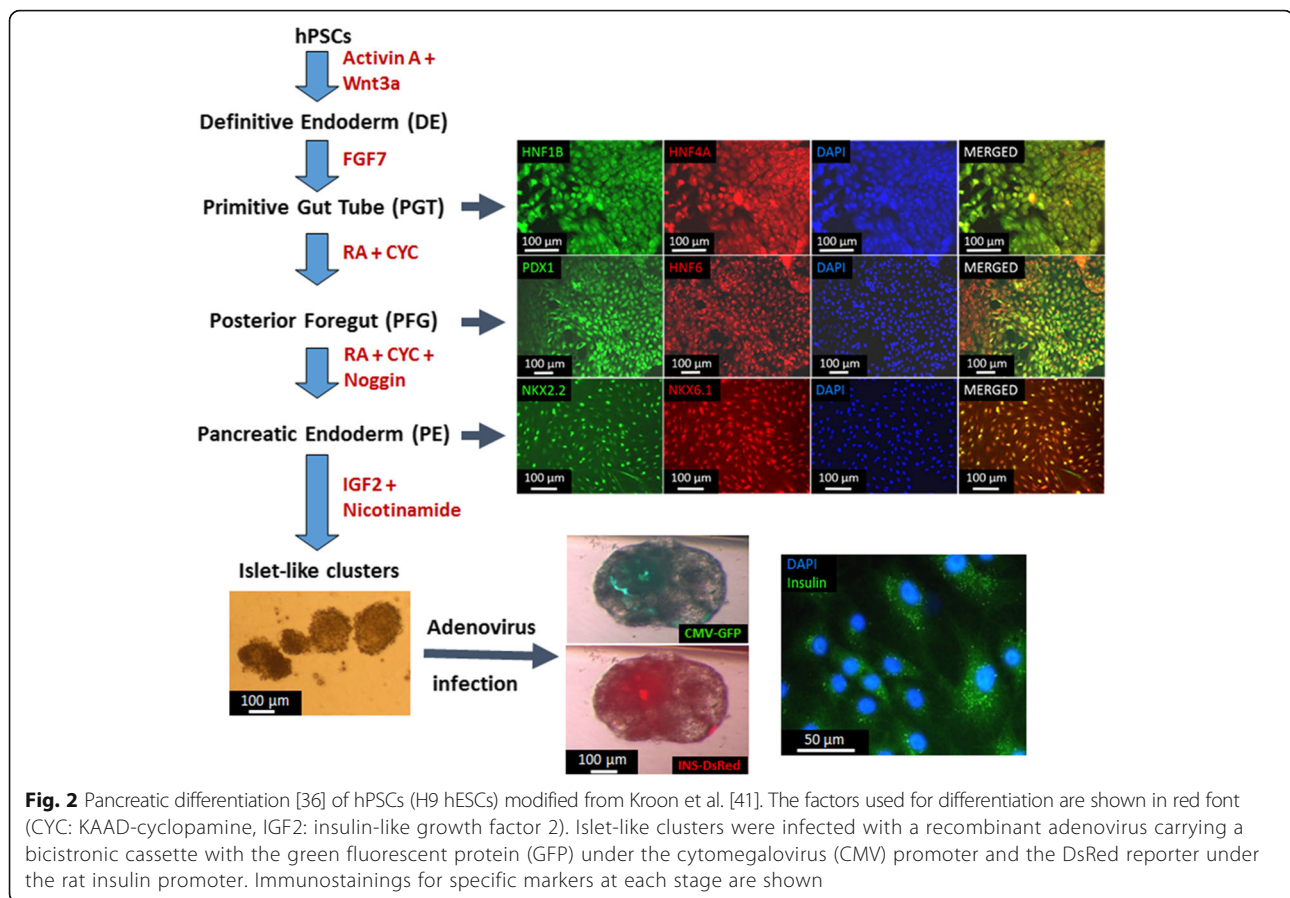 hPSCs
Activin A +
Wnt3a
Definitive Endoderm (DE)
FGF7
Primitive Gut Tube (PGT)
RA + CYC
Posterior Foregut (PFG)
RA + CYC +
Noggin
Pancreatic Endoderm (PE)
IGF2 +
Nicotinamide
Islet-like clusters
100 µm
Adenovirus
infection
HNF1B
HNF4A
DAPI
MERGED
100 µm
100 µm
100 µm
100 µm
PDX1
HNF6
DAPI
MERGED
100 µm
100 µm
100 µm
100 µm
NKX2.2
NKX6.1
DAPI
MERGED
100 µm
100 µm
100 µm
100 µm
CMV-GFP
100 µm
INS-DsRed
DAPI
Insulin
50 µm
Fig. 2 Pancreatic differentiation [36] of hPSCs (H9 hESCs) modified from Kroon et al. [41]. The factors used for differentiation are shown in red font
(CYC: KAAD-cyclopamine, IGF2: insulin-like growth factor 2). Islet-like clusters were infected with a recombinant adenovirus carrying a
bicistronic cassette with the green fluorescent protein (GFP) under the cytomegalovirus (CMV) promoter and the DsRed reporter under
the rat insulin promoter. Immunostainings for specific markers at each stage are shown